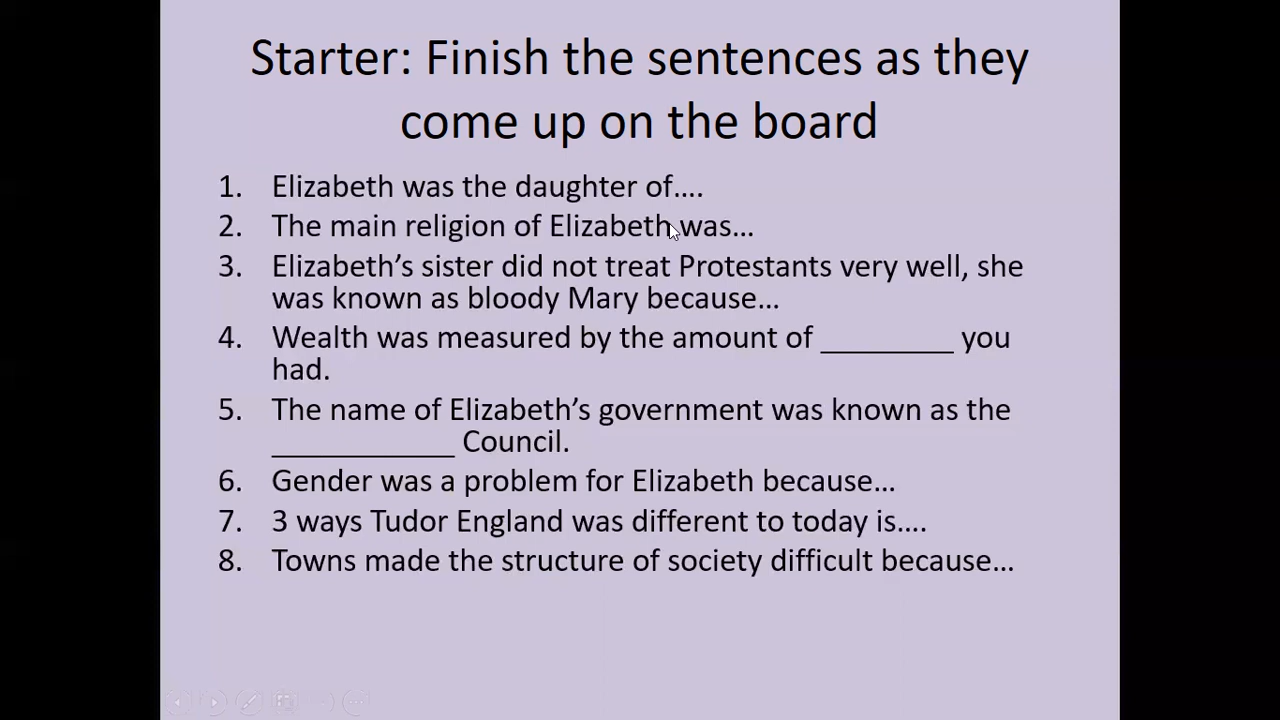 Starter: Finish the sentences as they
come up on the board
1. Elizabeth was the daughter of….
2. The main religion of Elizabeth was…
3. Elizabeth’s sister did not treat Protestants very well, she
was known as bloody Mary because…
4. Wealth was measured by the amount of ________ you
had.
5. The name of Elizabeth’s government was known as the
___________ Council.
6. Gender was a problem for Elizabeth because…
7. 3 ways Tudor England was different to today is….
8. Towns made the structure of society difficult because…